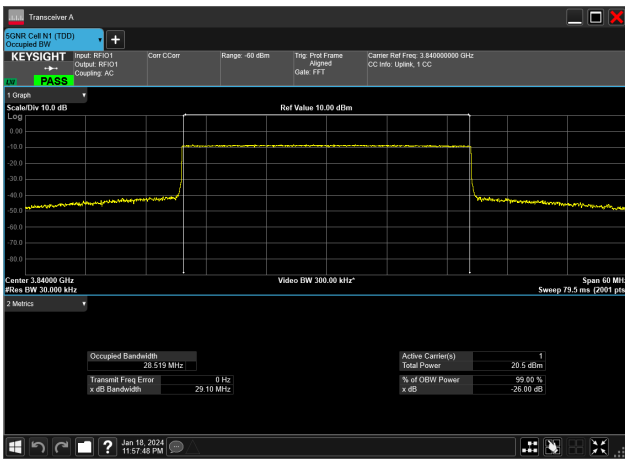 Transceiver A
5GNR Cell N1 (TDD)
Occupied BW
KEYSIGHT
PASS
Input: RFIO1
Output: RFIO1
Coupling: AC
Corr CCorr
Range: -60 dBm
Trig: Prot Frame
Aligned
Gate: FFT
Carrier Ref Freq: 3.840000000 GHz
CC Info: Uplink, 1 CC
1 Graph
Scale/Div 10.0 dB
Ref Value 10.00 dBm
Log
0.00
-10.0
-20.0
-30.0
-40.0
-50.0
-60.0
-70.0
-80.0
Center 3.84000 GHz
#Res BW 30.000 kHz
Video BW 300.00 kHz*
Span 60 MHz
Sweep 79.5 ms (2001 pts
2 Metrics
Occupied Bandwidth
28.519 MHz
Transmit Freq Error 0 Hz
x dB Bandwidth 29.10 MHz
Active Carrier(s) 1
Total Power 20.5 dBm
% of OBW Power 99.00 %
x dB -26.00 dB
?
Jan 18, 2024
11:57:48 PM